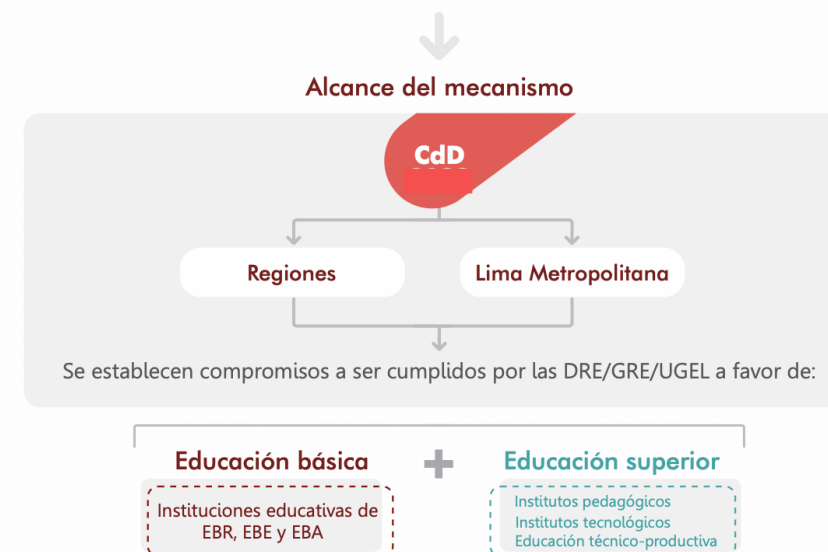 Alcance del mecanismo
CdD
Regiones
Lima Metropolitana
Se establecen compromisos a ser cumplidos por las DRE/GRE/UGEL a favor de:
Educación básica
+
Educación superior
Instituciones educativas de
EBR, EBE y EBA
Institutos pedagógicos
Institutos tecnológicos
Educación técnico-productiva